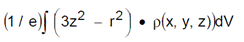 (1 / e)∫ (3z² − r²) • ρ(x, y, z))dV